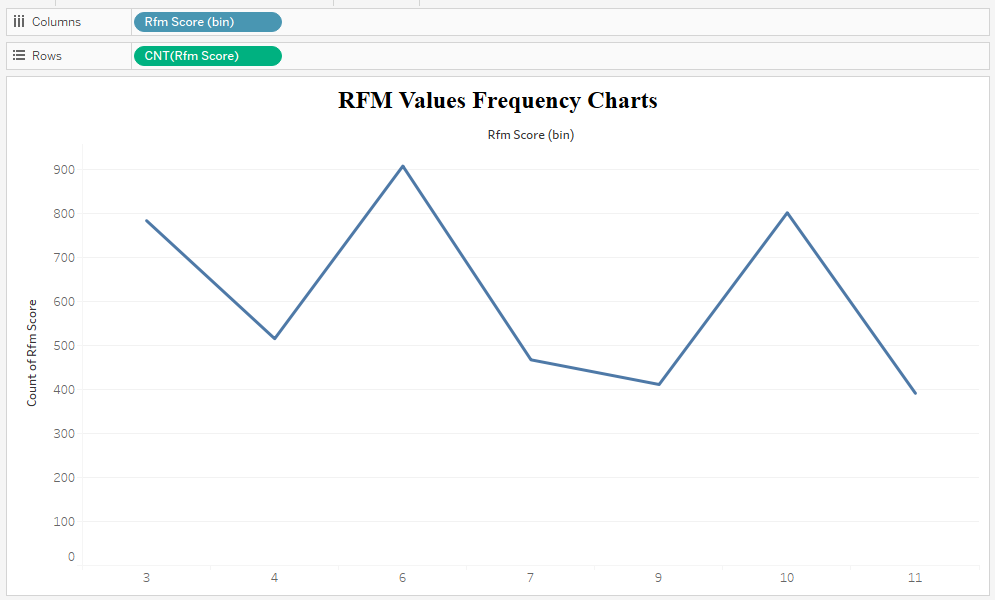 Columns Rfm Score (bin)
Rows CNT(Rfm Score)
RFM Values Frequency Charts
Rfm Score (bin)
Count of Rfm Score
900
800
700
600
500
400
300
200
100
0
3 4 6 7 9 10 11